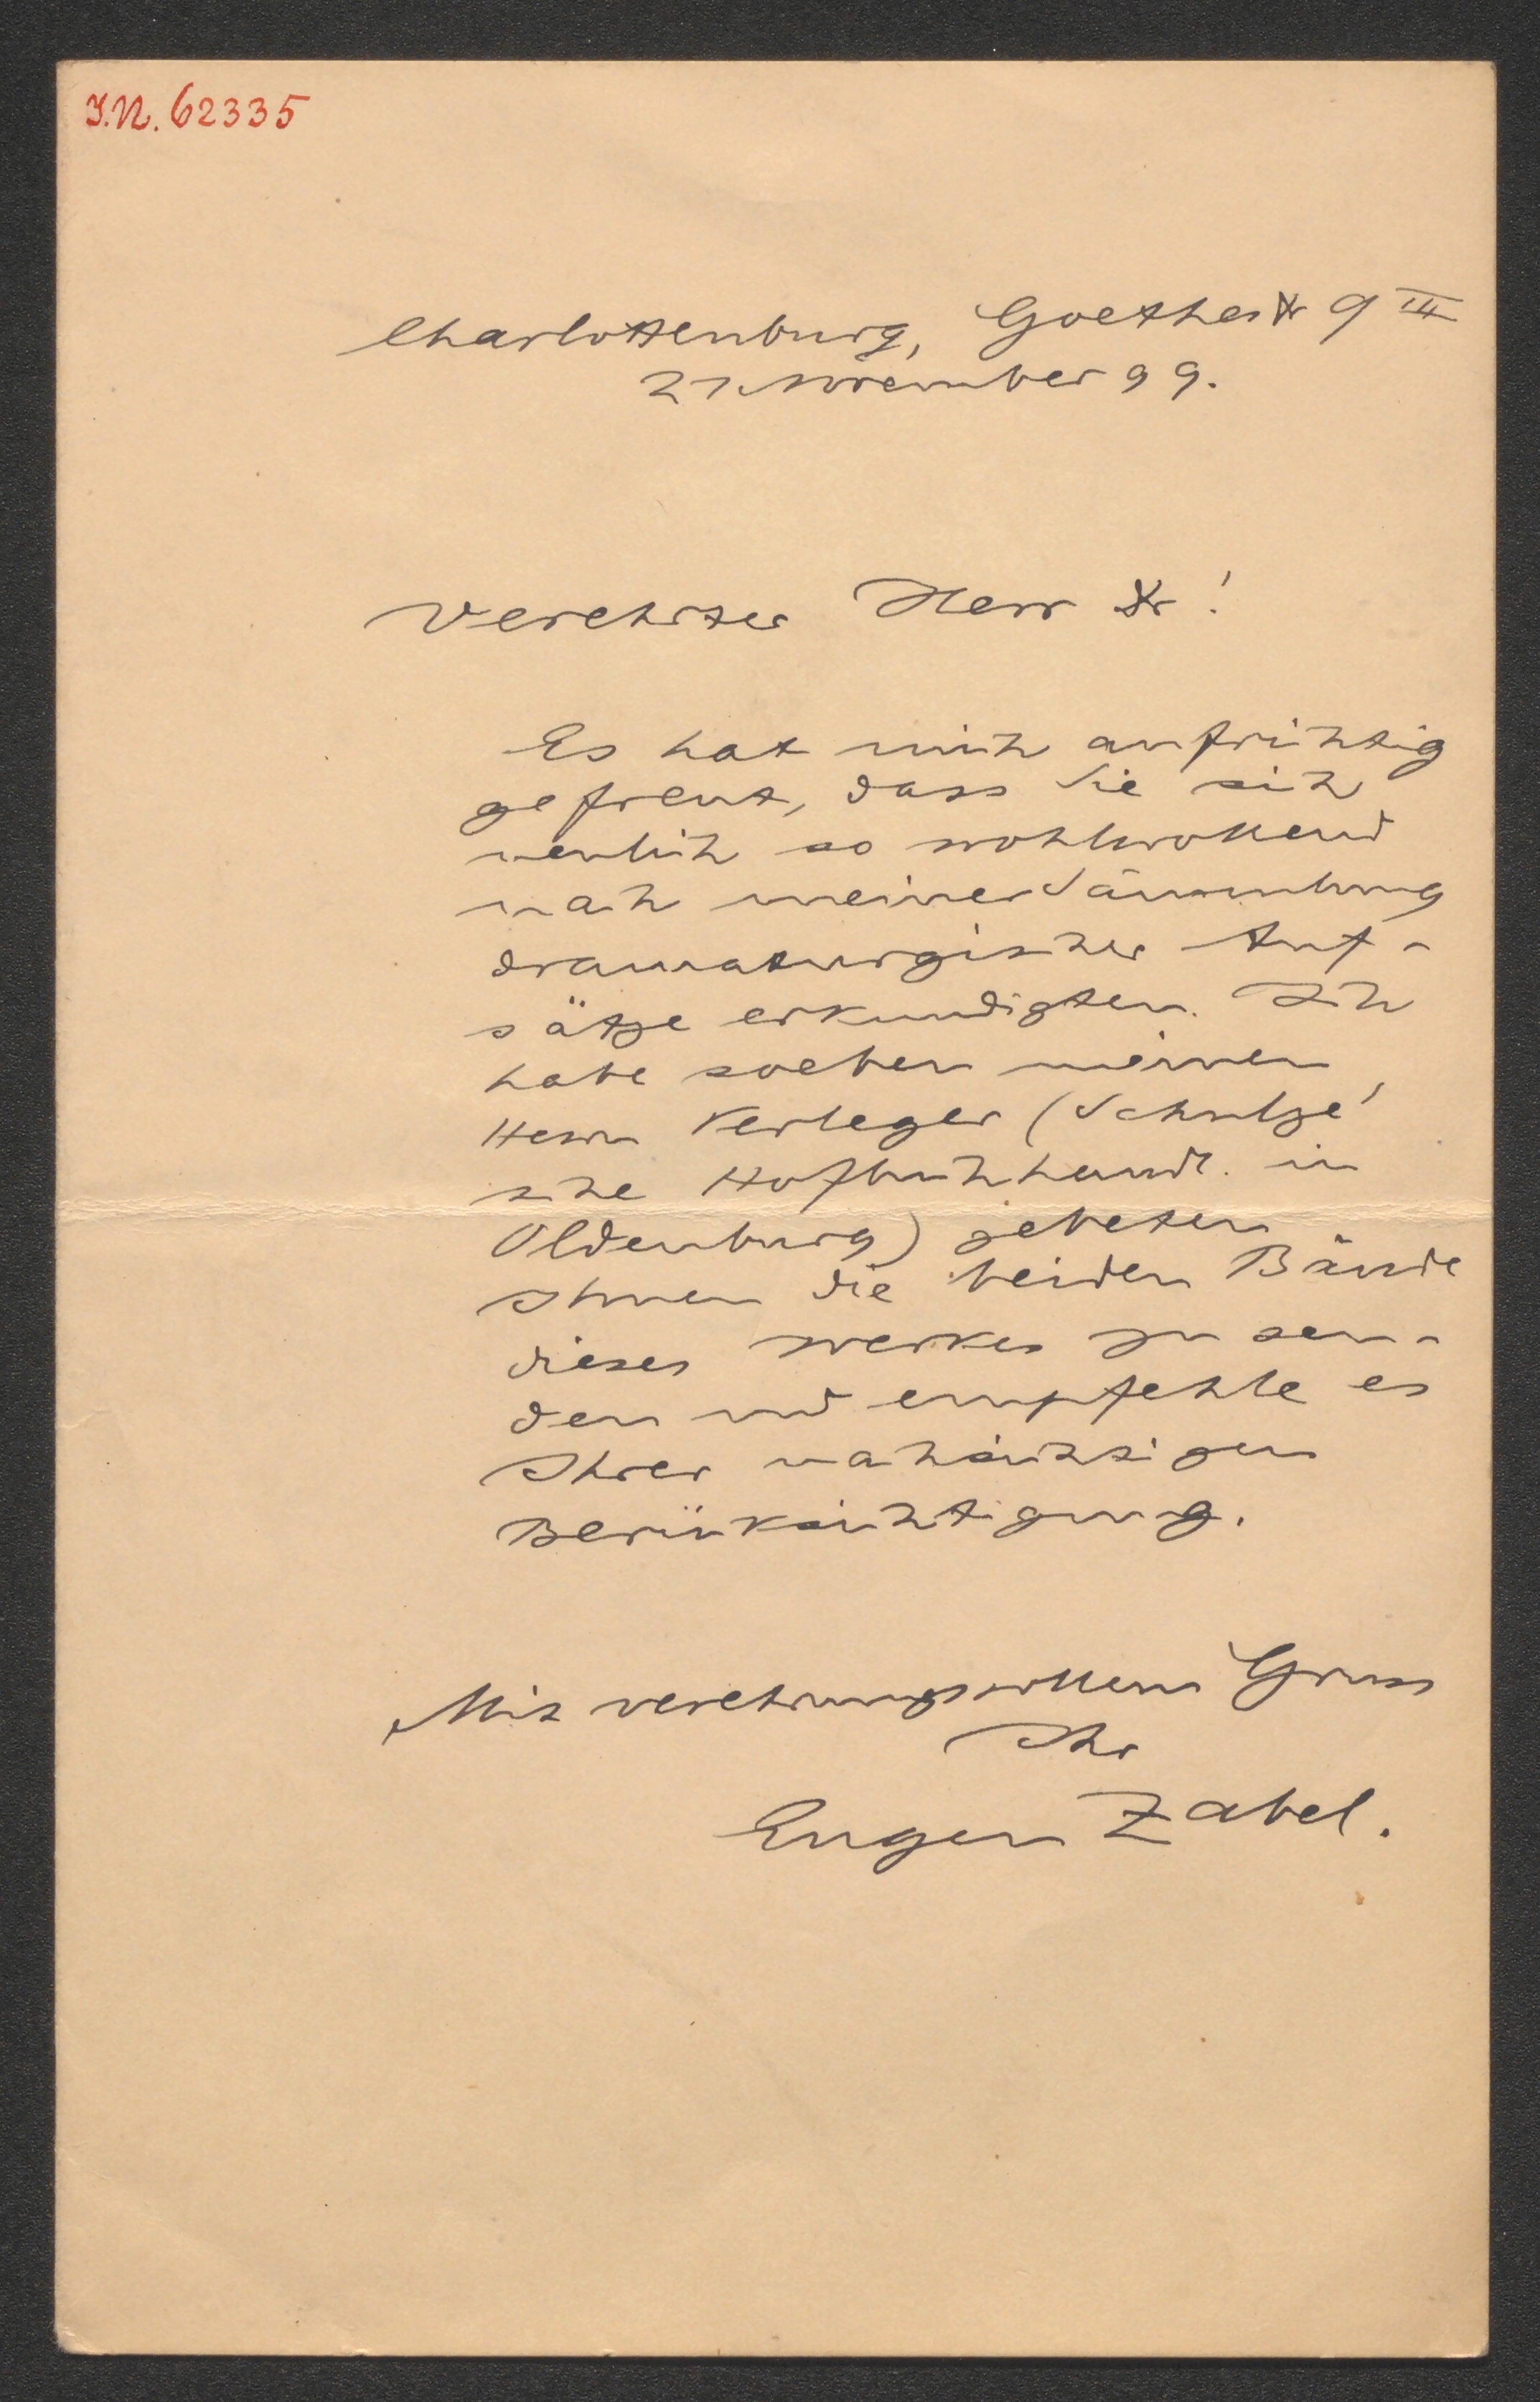 I.N. 62335
Charlottenburg, Goethestr 9 III
21 November 99.
Verehrter Herr Dr!
Es hat mich aufrichtig
gefreut, dass Sie sich
neulich so wohlwollend
nach meiner Sammlung
dramaturgischer Auf-
sätze erkundigten. Ich
habe soeben meinen
Herrn Verleger (Schulze'
sche Hofbuchhandl. in
Oldenburg) gebeten
Ihnen die beiden Bände
dieses Werkes zu sen-
den und empfehle es
Ihrer nachsichtigen
Berücksichtigung.
Mit verehrungsvollem Gruss
Ihr
Eugen Zabel.